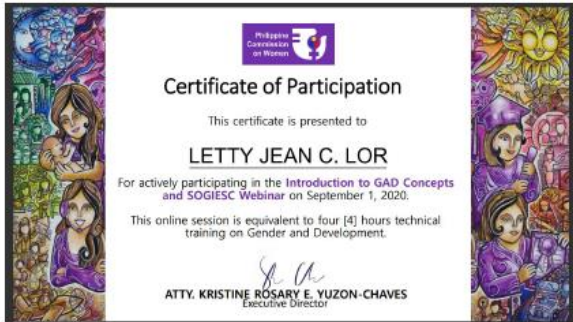 Philippine
Commission
on Women
Certificate of Participation
This certificate is presented to
LETTY JEAN C. LOR
For actively participating in the Introduction to GAD Concepts
and SOGIESC Webinar on September 1, 2020.
This online session is equivalent to four [4] hours technical
training on Gender and Development.
ATTY. KRISTINE ROSARY E. YUZON-CHAVES
Executive Director